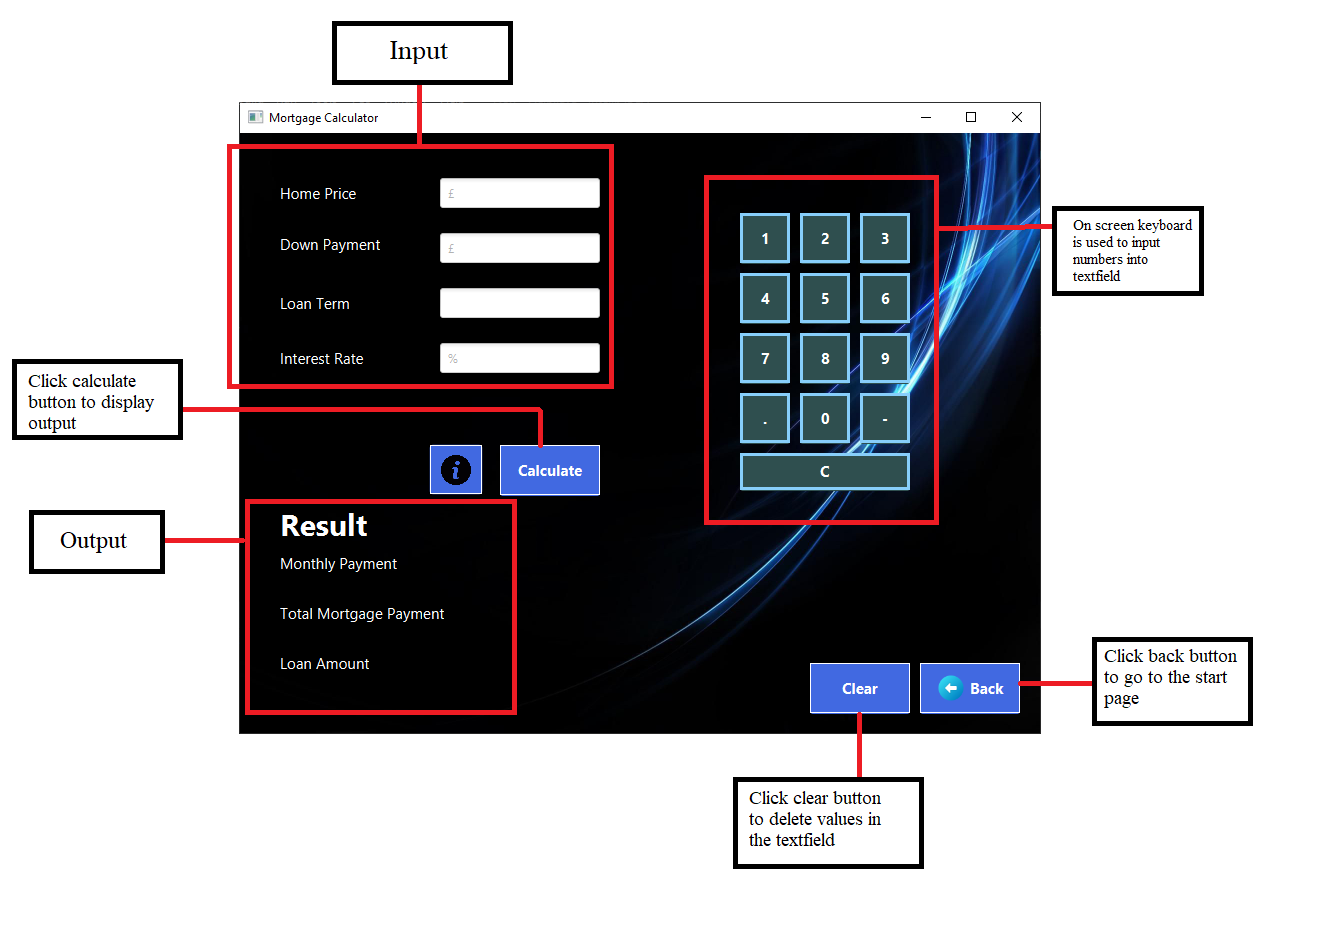 Input
Mortgage Calculator
Home Price
£
Down Payment
£
Loan Term
Interest Rate
%
1 2 3
4 5 6
7 8 9
. 0 -
C
On screen keyboard
is used to input
numbers into
textfield
Click calculate
button to display
output
i
Calculate
Output
Result
Monthly Payment
Total Mortgage Payment
Loan Amount
Clear
Back
Click back button
to go to the start
page
Click clear button
to delete values in
the textfield